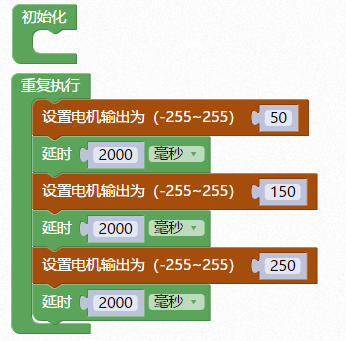 初始化
重复执行
设置电机输出为（-255~255） 50
延时 2000 毫秒
设置电机输出为（-255~255） 150
延时 2000 毫秒
设置电机输出为（-255~255） 250
延时 2000 毫秒